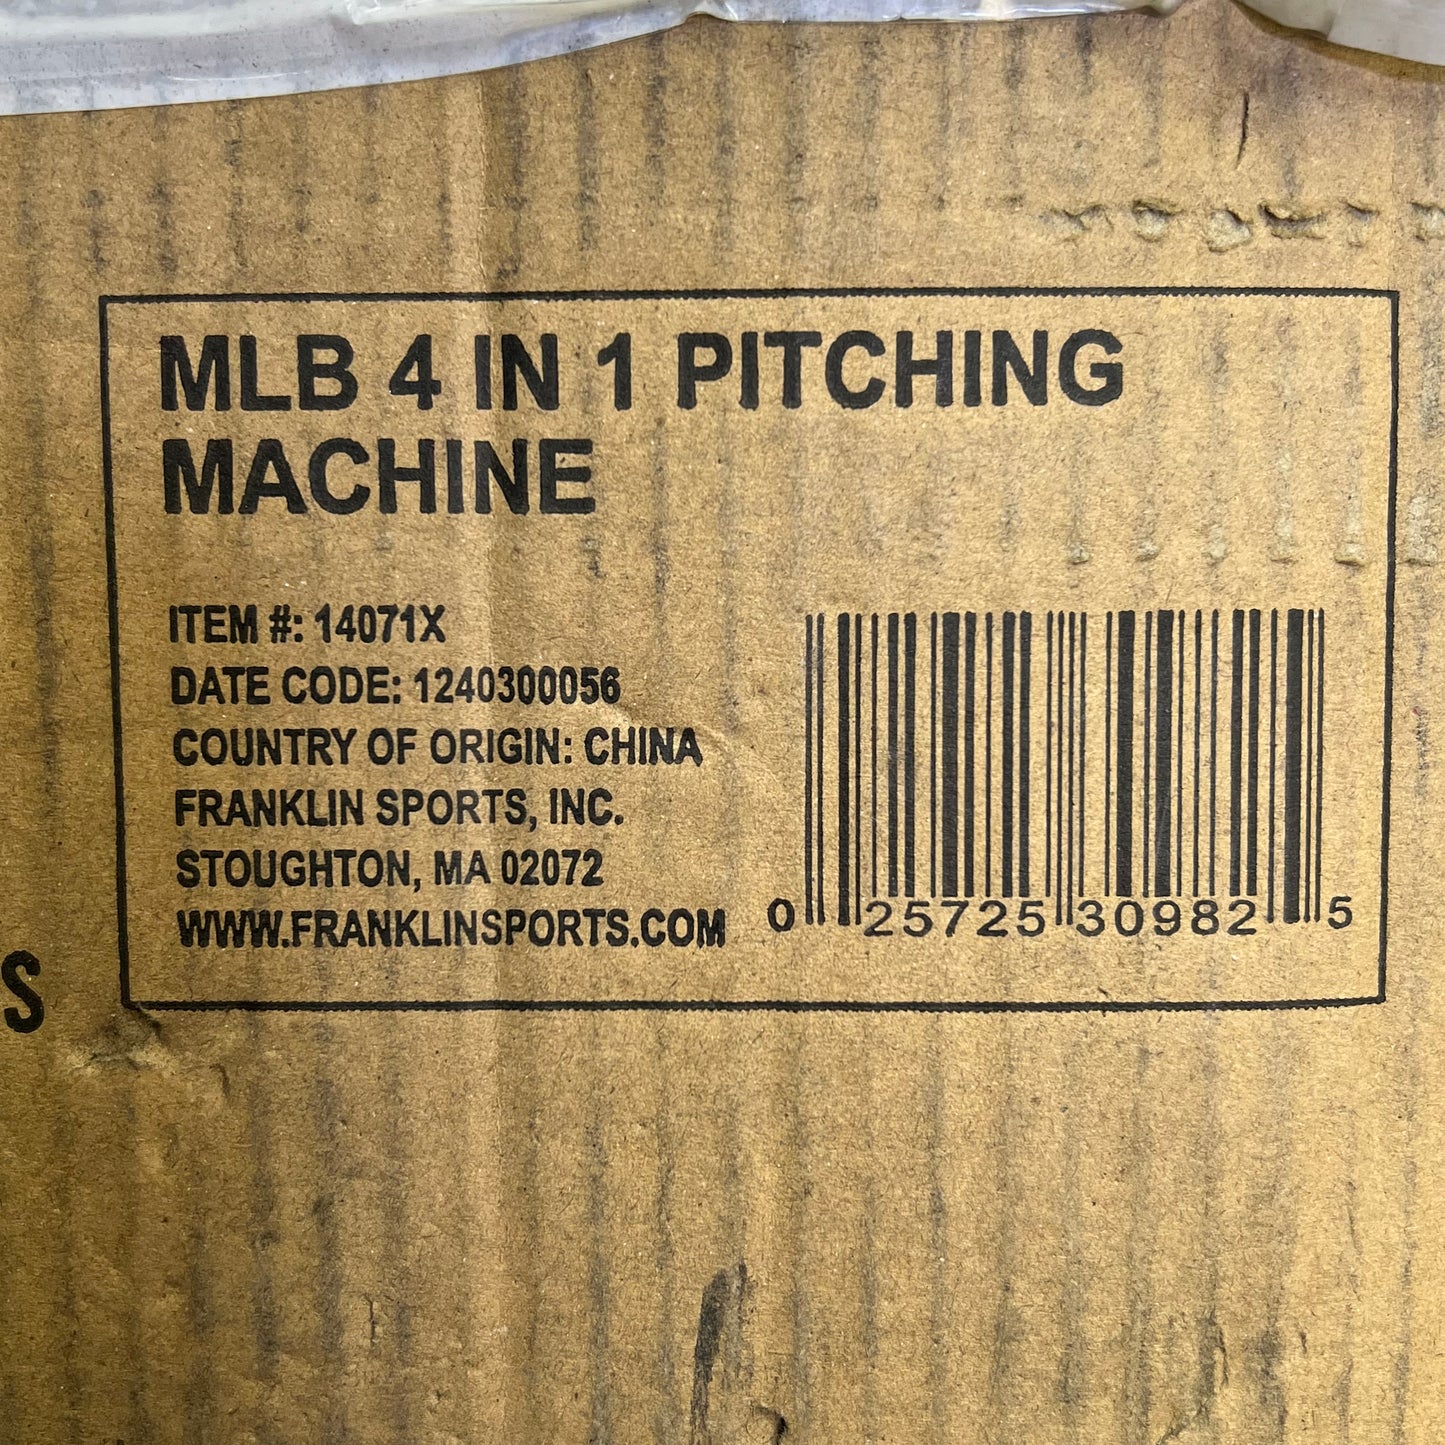 MLB 4 IN 1 PITCHING
MACHINE
ITEM #: 14071X
DATE CODE: 1240300056
COUNTRY OF ORIGIN: CHINA
FRANKLIN SPORTS, INC.
STOUGHTON, MA 02072
WWW.FRANKLINSPORTS.COM
0 25725 30982 5
S